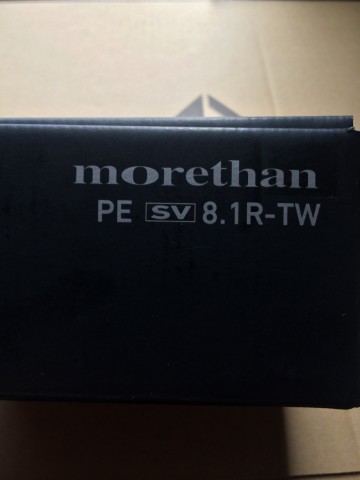 morethan
PE SV 8.1R-TW